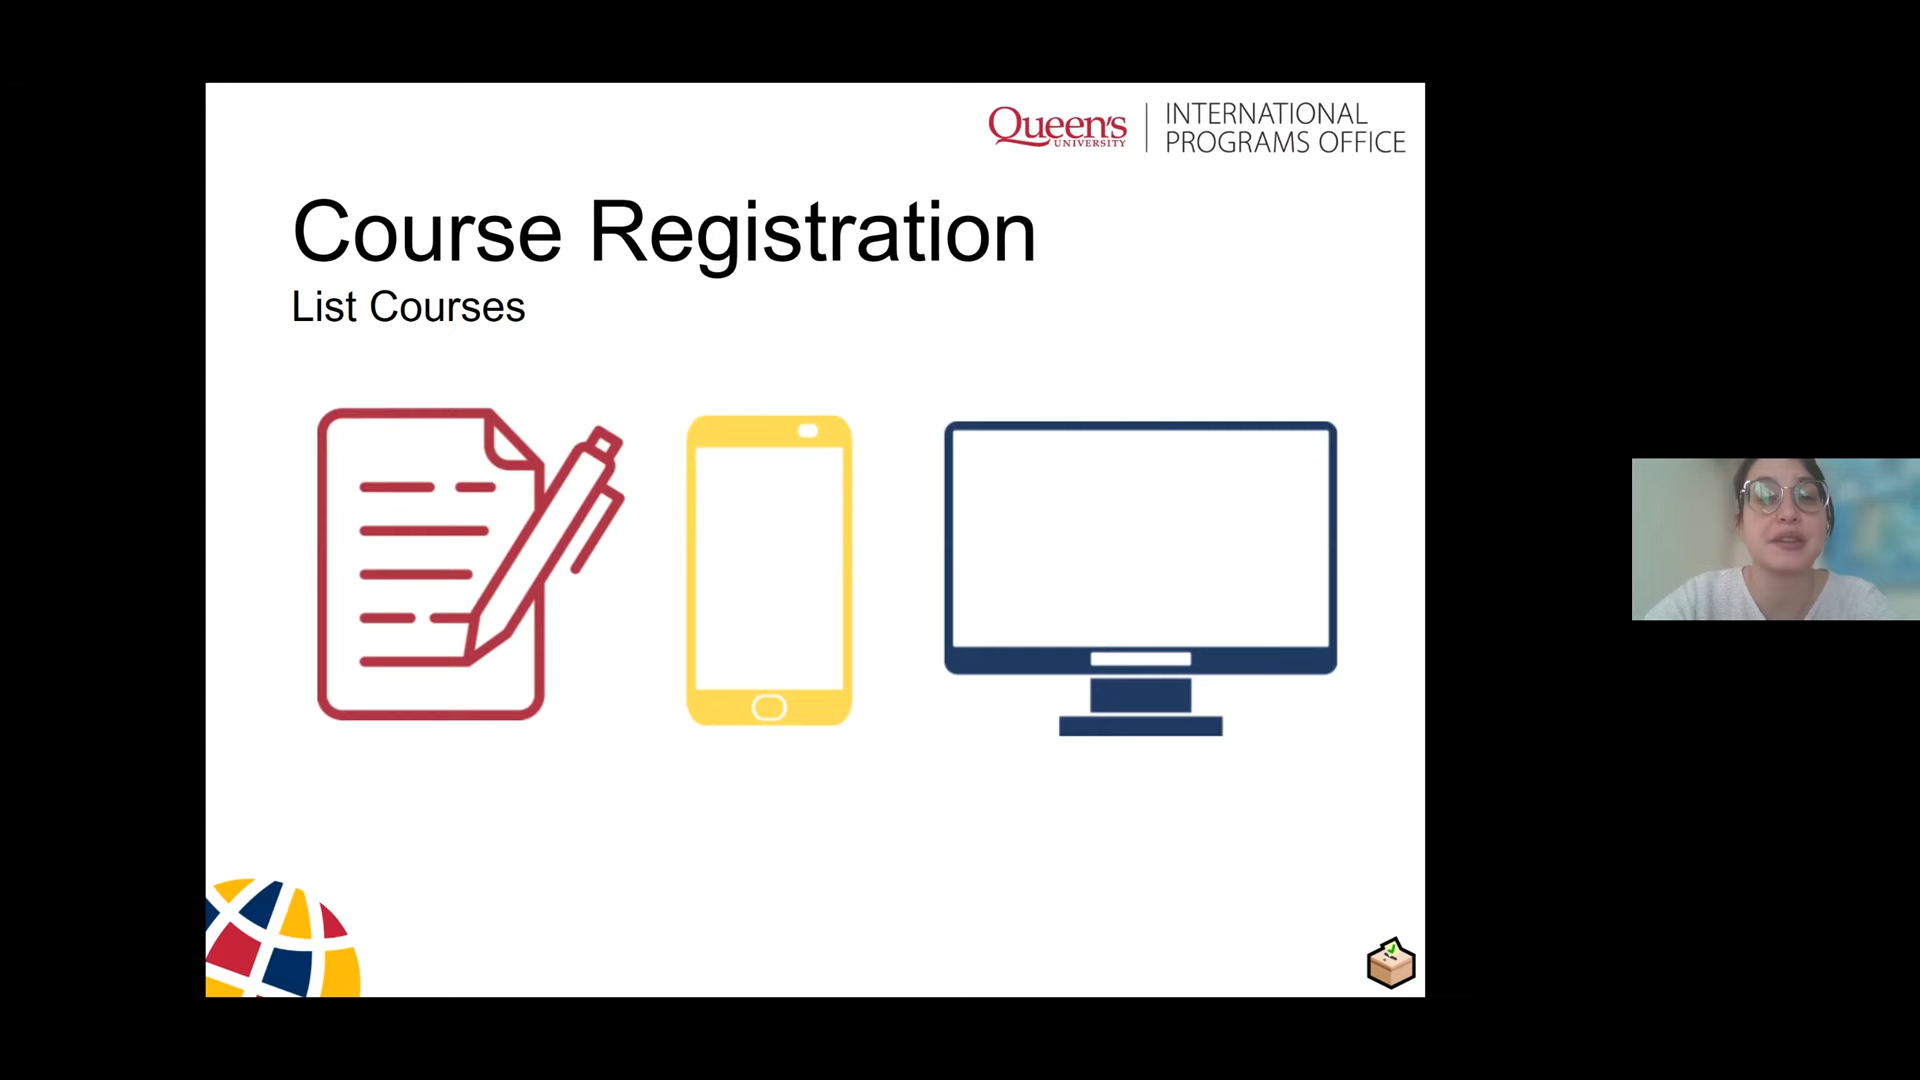 Queen's
UNIVERSITY
INTERNATIONAL
PROGRAMS OFFICE
Course Registration
List Courses